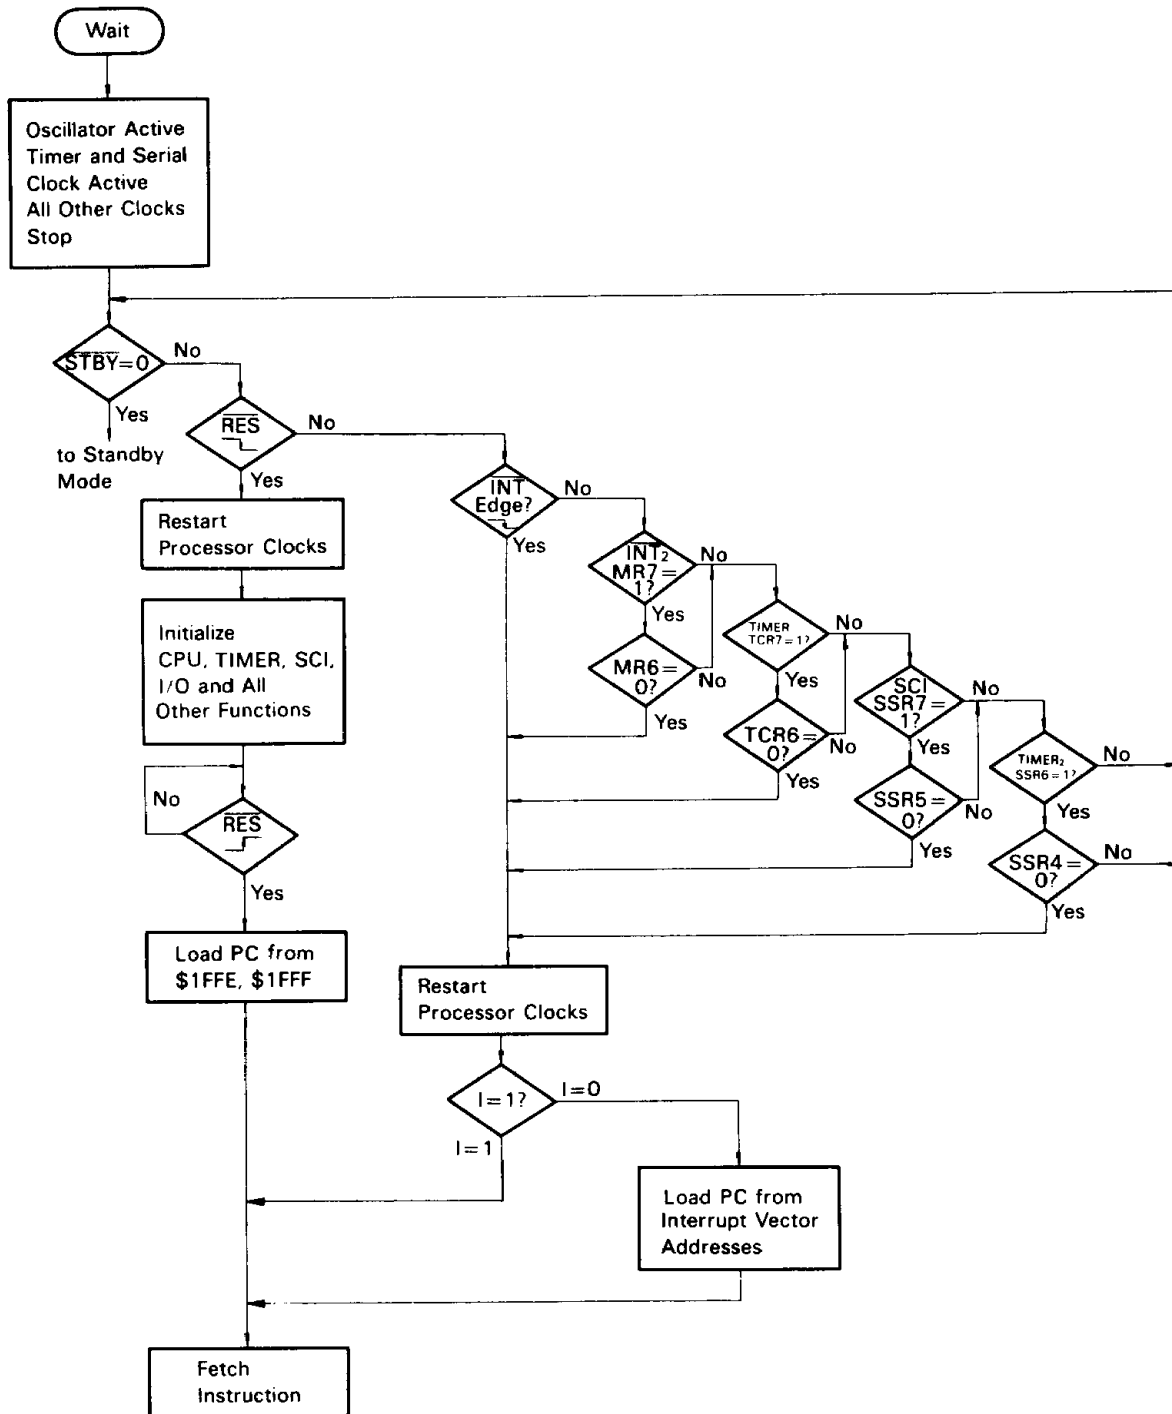 Wait
Oscillator Active
Timer and Serial
Clock Active
All Other Clocks
Stop
STBY=0
No
Yes
to Standby
Mode
RES
No
Yes
Restart
Processor Clocks
Initialize
CPU, TIMER, SCI,
I/O and All
Other Functions
No
RES
Yes
Load PC from
$1FFE, $1FFF
INT
Edge?
No
Yes
INT2
MR7=
1?
No
Yes
MR6=
0?
No
Yes
TIMER
TCR7=1?
No
Yes
TCR6=
0?
No
Yes
SCI
SSR7=
1?
No
Yes
SSR5=
0?
No
Yes
TIMER2
SSR6=1?
No
Yes
SSR4=
0?
No
Yes
Restart
Processor Clocks
I=1?
I=0
I=1
Load PC from
Interrupt Vector
Addresses
Fetch
Instruction